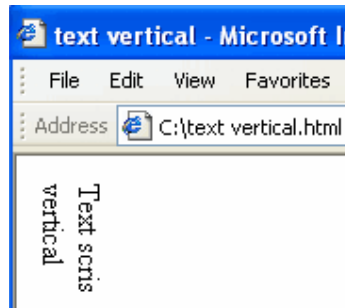 text vertical - Microsoft I
File Edit View Favorites
Address C:\text vertical.html
Text scris
vertical